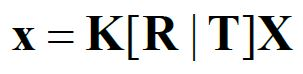 x = K[R | T]X